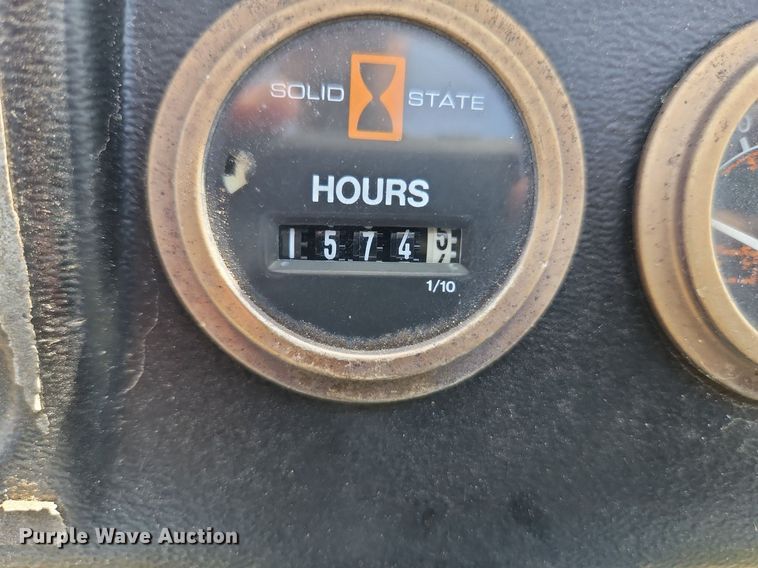 SOLID STATE
HOURS
1574
1/10
Purple Wave Auction